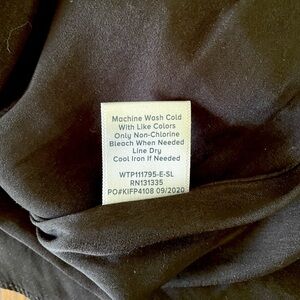 Machine Wash Cold
With Like Colors
Only Non-Chlorine
Bleach When Needed
Line Dry
Cool Iron If Needed
WTP111795-E-SL
RN131335
PO#KIFP4108 09/2020